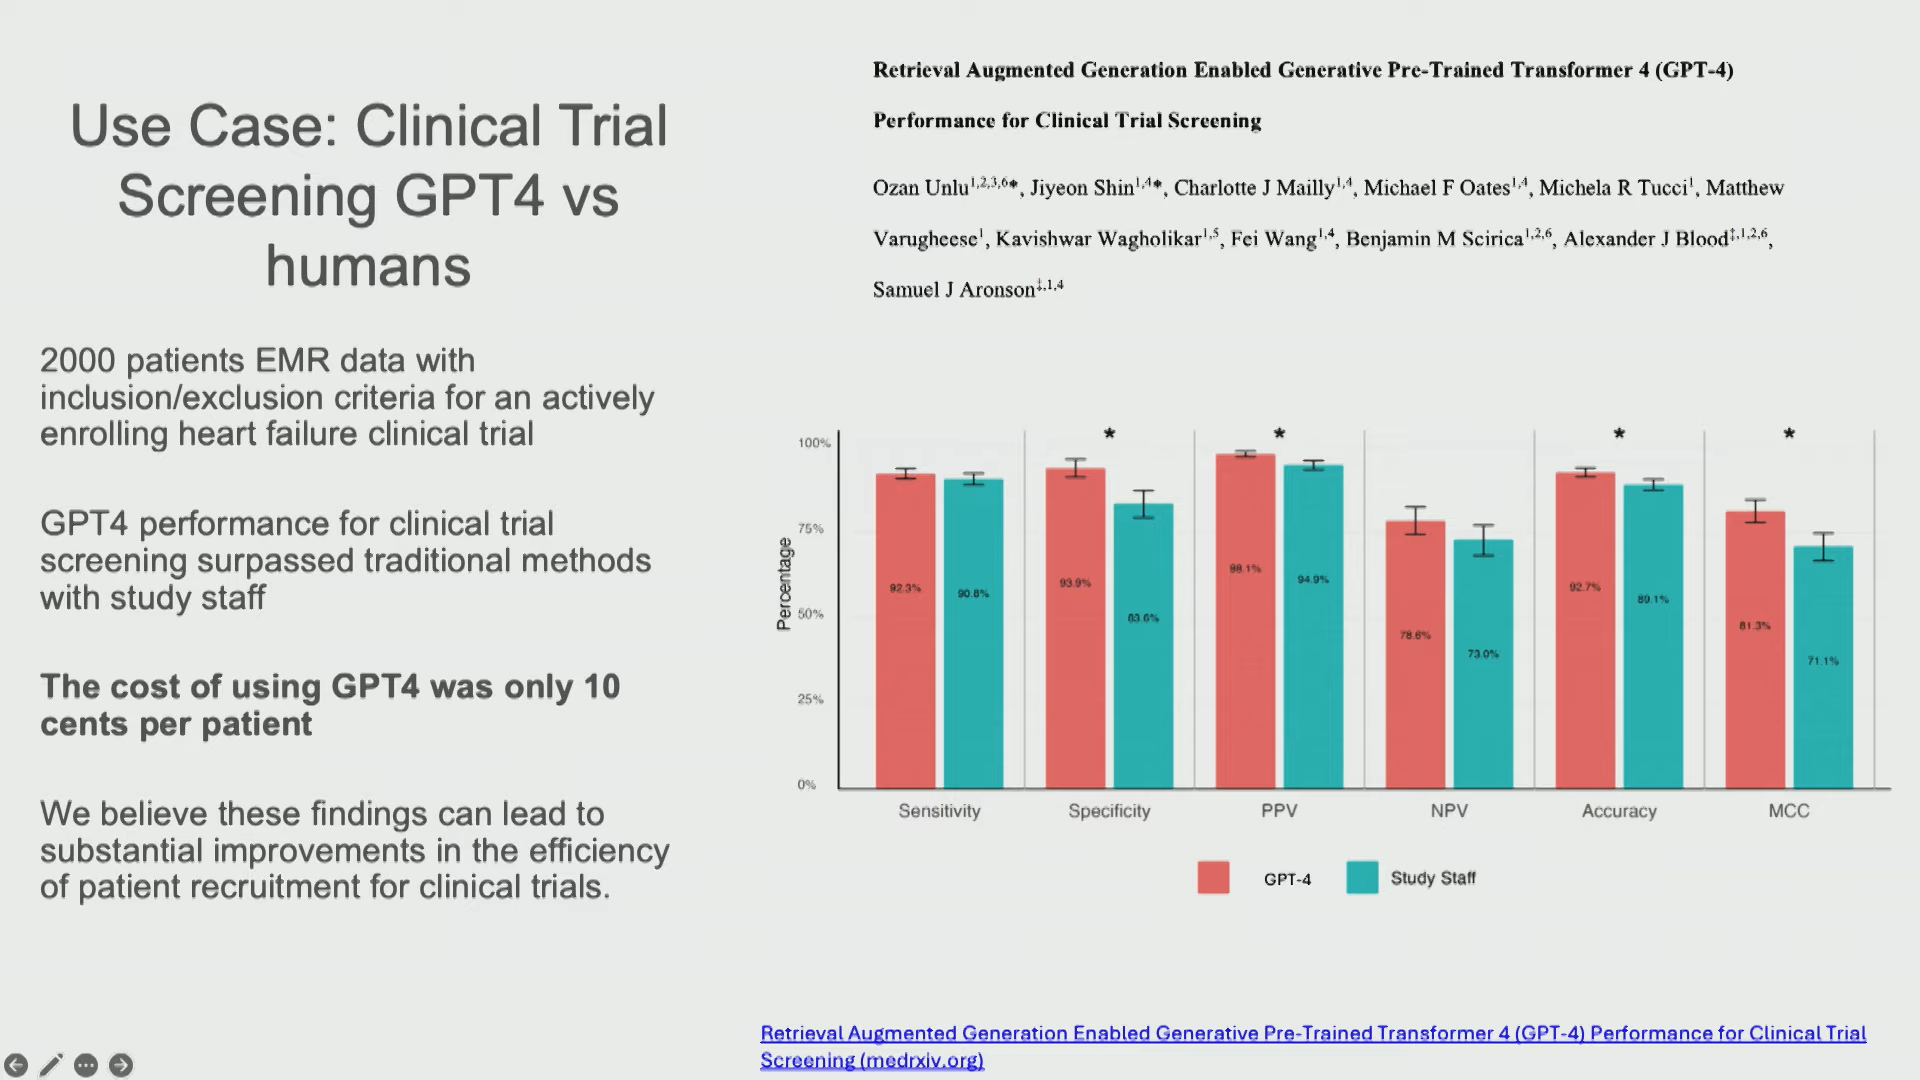 Use Case: Clinical Trial
Screening GPT4 vs
humans
2000 patients EMR data with
inclusion/exclusion criteria for an actively
enrolling heart failure clinical trial
GPT4 performance for clinical trial
screening surpassed traditional methods
with study staff
The cost of using GPT4 was only 10
cents per patient
We believe these findings can lead to
substantial improvements in the efficiency
of patient recruitment for clinical trials.
Retrieval Augmented Generation Enabled Generative Pre-Trained Transformer 4 (GPT-4)
Performance for Clinical Trial Screening
Ozan Unlu1,2,3,6*, Jiyeon Shin1,4*, Charlotte J Mailly1,4, Michael F Oates1,4, Michela R Tucci1, Matthew
Varugheese1, Kavishwar Wagholikar1,5, Fei Wang1,4, Benjamin M Scirica1,2,6, Alexander J Blood‡,1,2,6,
Samuel J Aronson‡,1,4
* * * *
100%
75%
50%
25%
0%
Percentage
92.3% 90.8% 93.9% 83.6% 98.1% 94.9% 78.6% 73.0% 92.7% 89.1% 81.3% 71.1%
Sensitivity Specificity PPV NPV Accuracy MCC
GPT-4 Study Staff
Retrieval Augmented Generation Enabled Generative Pre-Trained Transformer 4 (GPT-4) Performance for Clinical Trial
Screening (medrxiv.org)